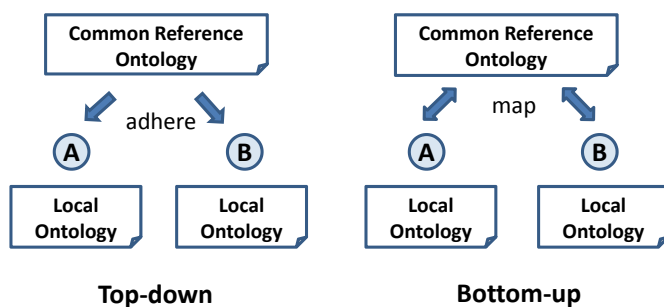 Common Reference
Ontology
adhere
A
B
Local
Ontology
Local
Ontology
Top-down
Common Reference
Ontology
map
A
B
Local
Ontology
Local
Ontology
Bottom-up